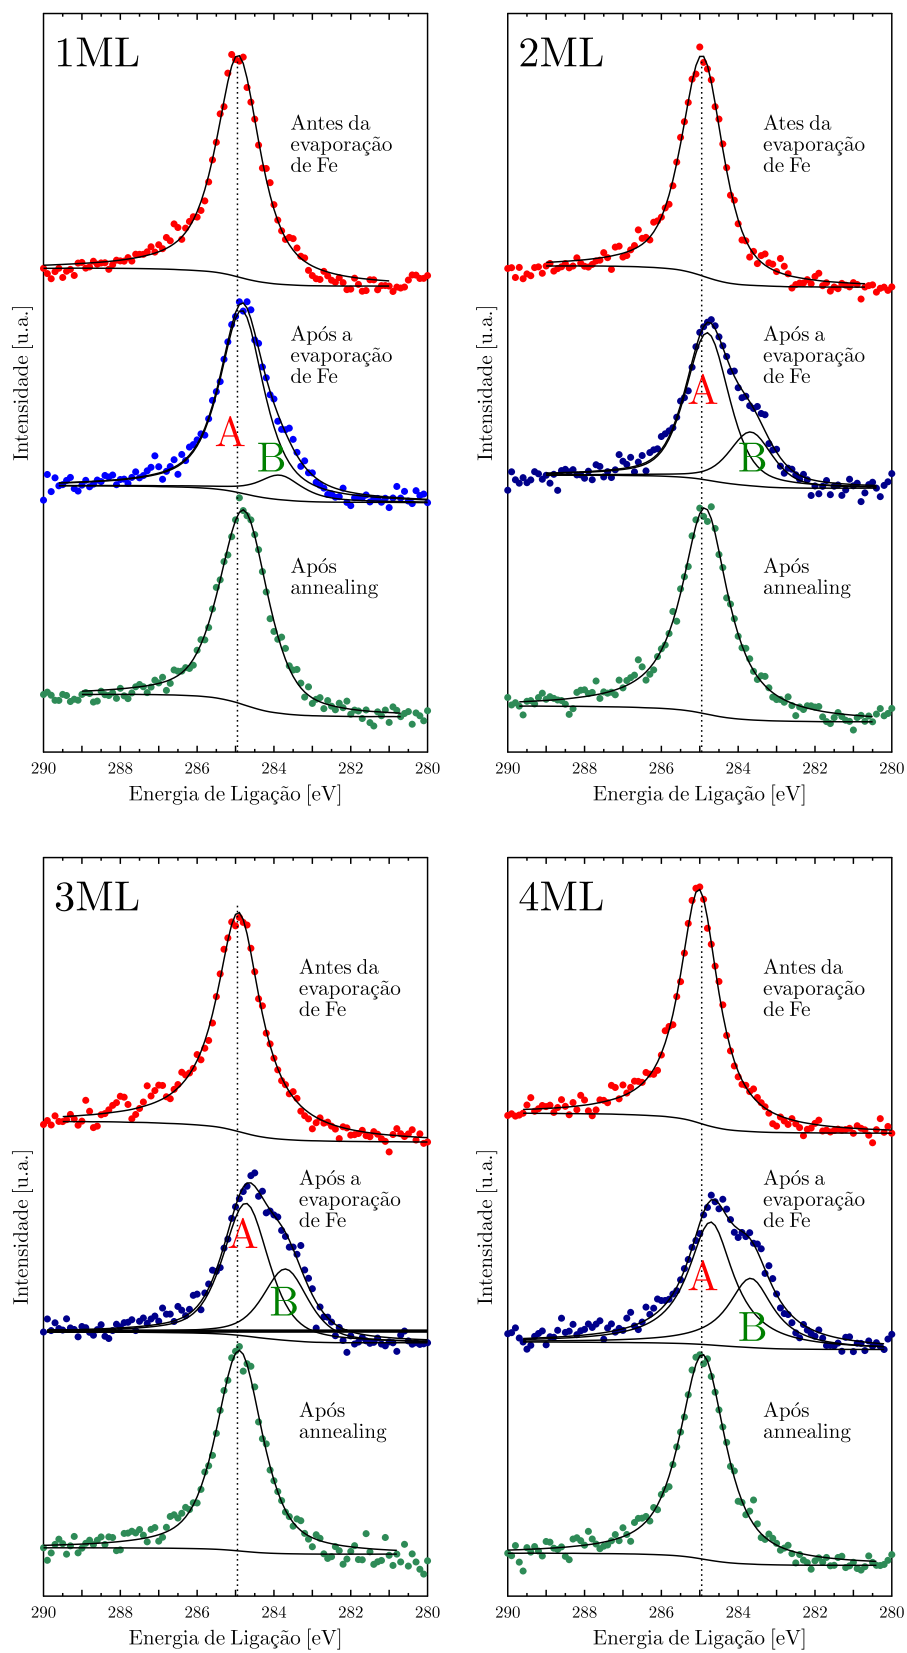 1ML
Antes da
evaporação
de Fe
Após a
evaporação
de Fe
A
B
Após
annealing
Intensidade [u.a.]
290 288 286 284 282 280
Energia de Ligação [eV]
2ML
Ates da
evaporação
de Fe
Após a
evaporação
de Fe
A
B
Após
annealing
Intensidade [u.a.]
290 288 286 284 282 280
Energia de Ligação [eV]
3ML
Antes da
evaporação
de Fe
Após a
evaporação
de Fe
A
B
Após
annealing
Intensidade [u.a.]
290 288 286 284 282 280
Energia de Ligação [eV]
4ML
Antes da
evaporação
de Fe
Após a
evaporação
de Fe
A
B
Após
annealing
Intensidade [u.a.]
290 288 286 284 282 280
Energia de Ligação [eV]